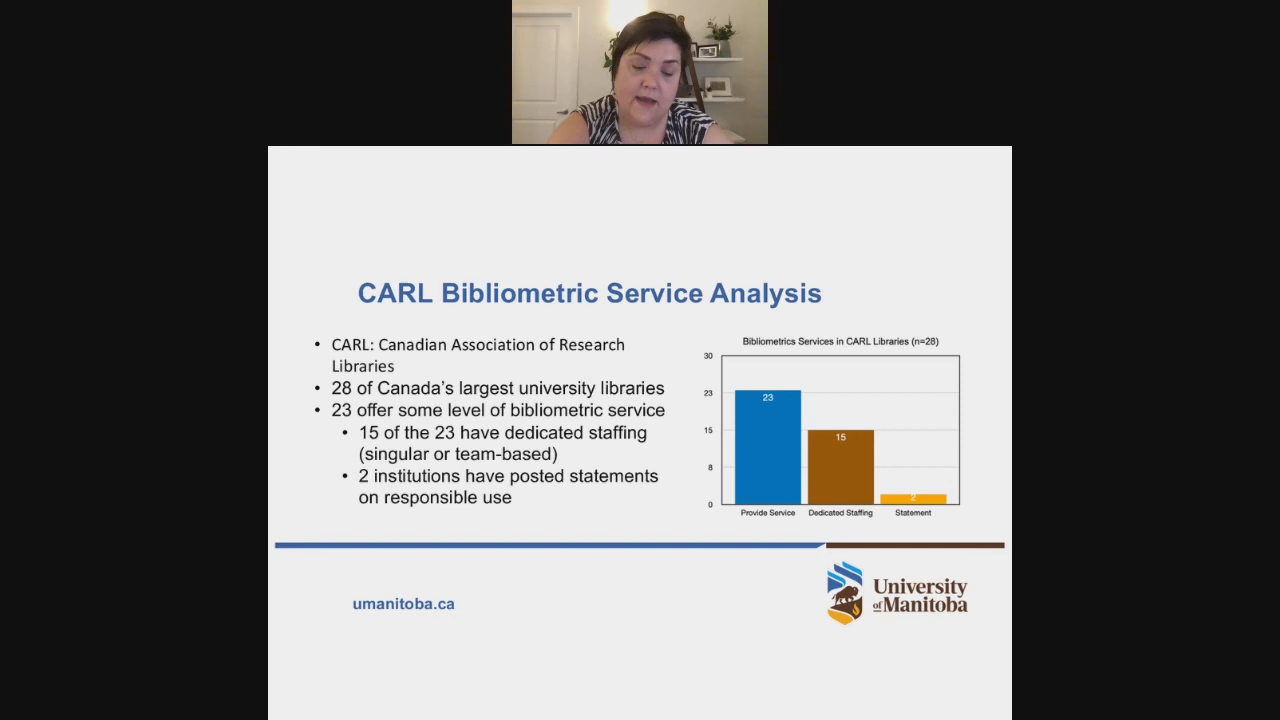 CARL Bibliometric Service Analysis
• CARL: Canadian Association of Research
Libraries
• 28 of Canada's largest university libraries
• 23 offer some level of bibliometric service
• 15 of the 23 have dedicated staffing
(singular or team-based)
• 2 institutions have posted statements
on responsible use
Bibliometrics Services in CARL Libraries (n=28)
30
23
15
8
0
23
15
2
Provide Service
Dedicated Staffing
Statement
umanitoba.ca
University
of Manitoba